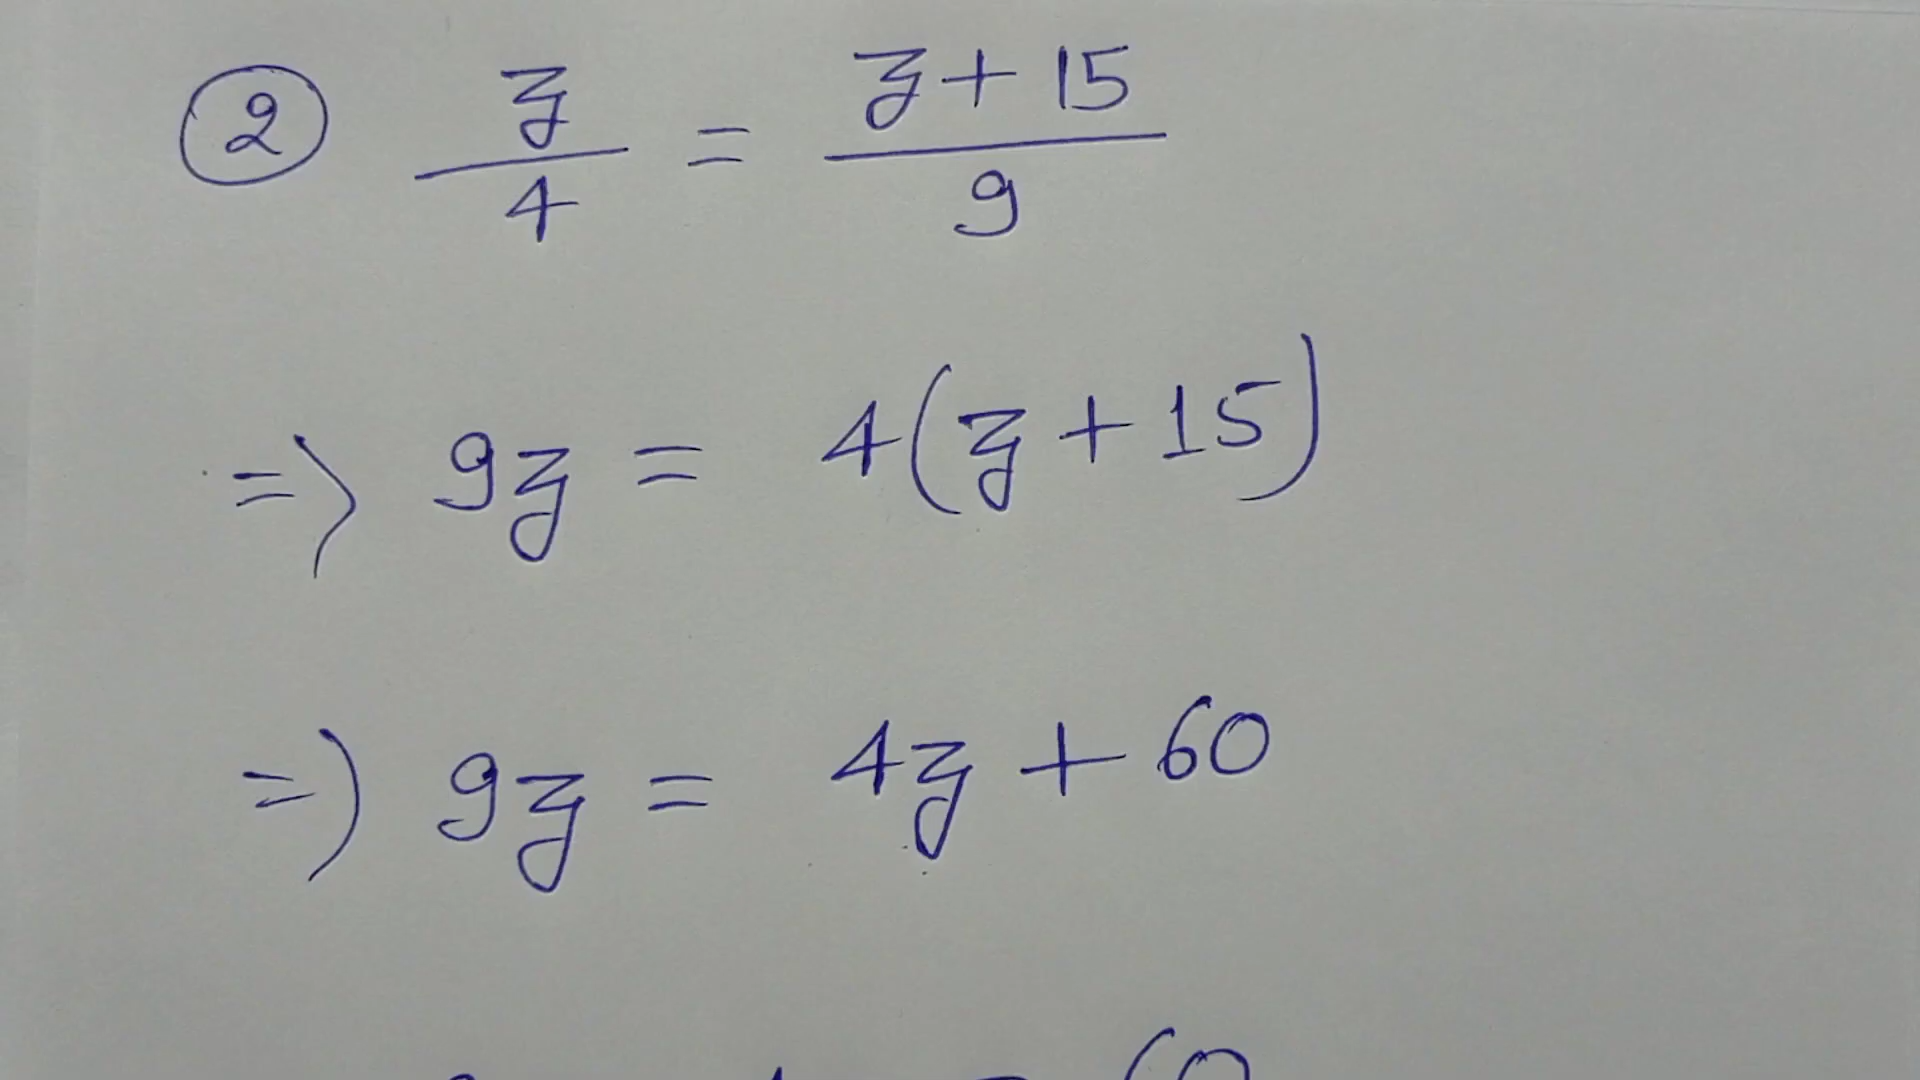 ② z/4 = (z + 15)/9
=> 9z = 4(z + 15)
=> 9z = 4z + 60